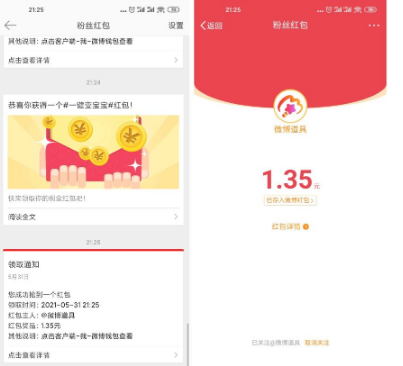 21:25
粉丝红包
设置
其他说明：点击客户端-我-微博钱包查看
点击查看详情
21:24
恭喜你获得一个#一键变宝宝#红包！
快来领取你的现金红包吧！
阅读全文
21:25
领取通知
5月31日
您成功抢到一个红包
领取时间：2021-05-31 21:25
红包主人：@微博道具
红包奖品：1.35元
其他说明：点击客户端-我-微博钱包查看
点击查看详情
21:25
返回
粉丝红包
微博道具
1.35元
已存入微博红包
红包详情
已关注@微博道具 取消关注